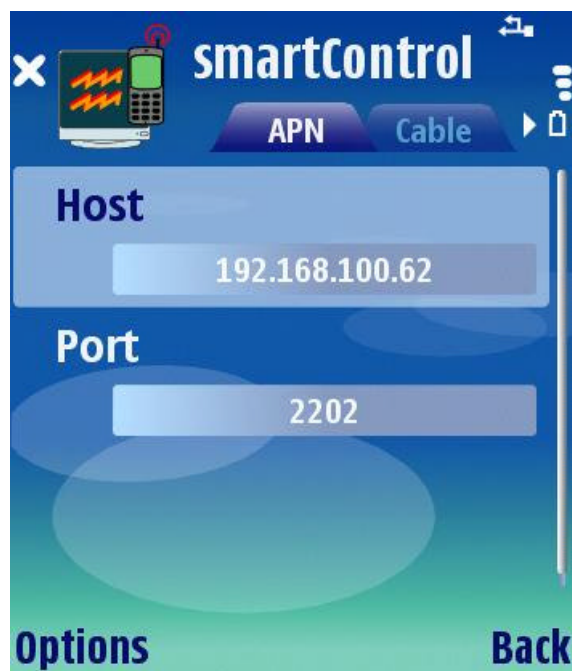 smartControl
APN Cable
Host
192.168.100.62
Port
2202
Options Back